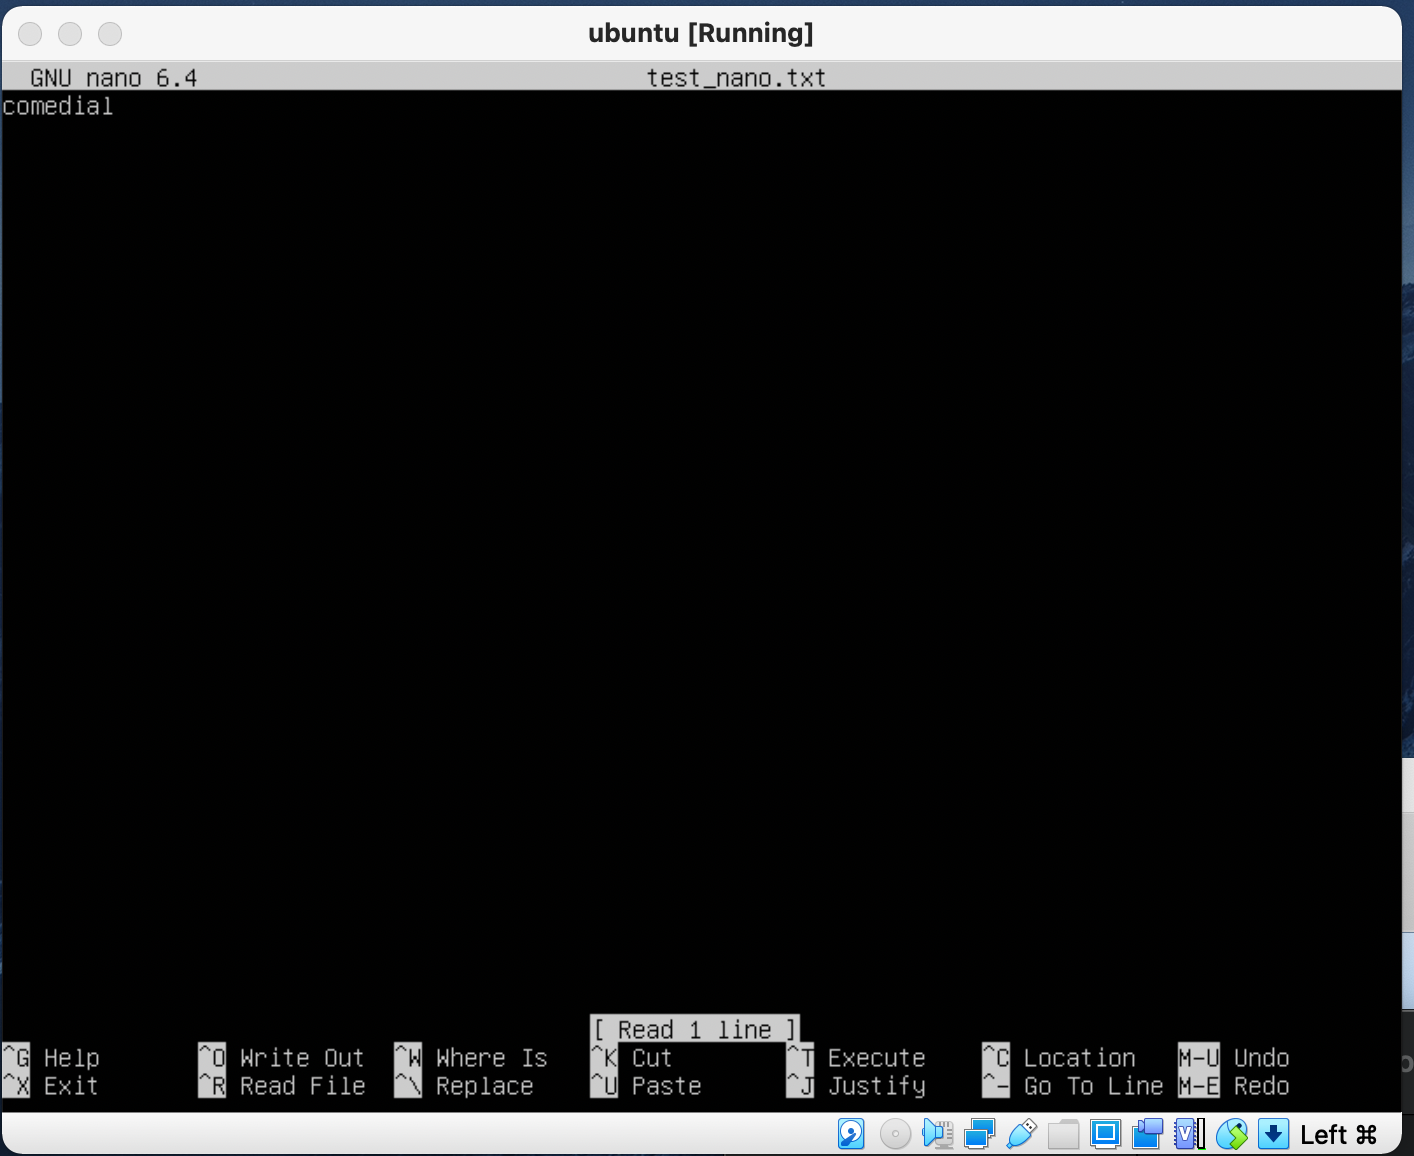 ubuntu [Running]
GNU nano 6.4 test_nano.txt
comedial
[ Read 1 line ]
^G Help ^O Write Out ^W Where Is ^K Cut ^T Execute ^C Location M-U Undo
^X Exit ^R Read File ^\ Replace ^U Paste ^J Justify ^- Go To Line M-E Redo
Left ⌘